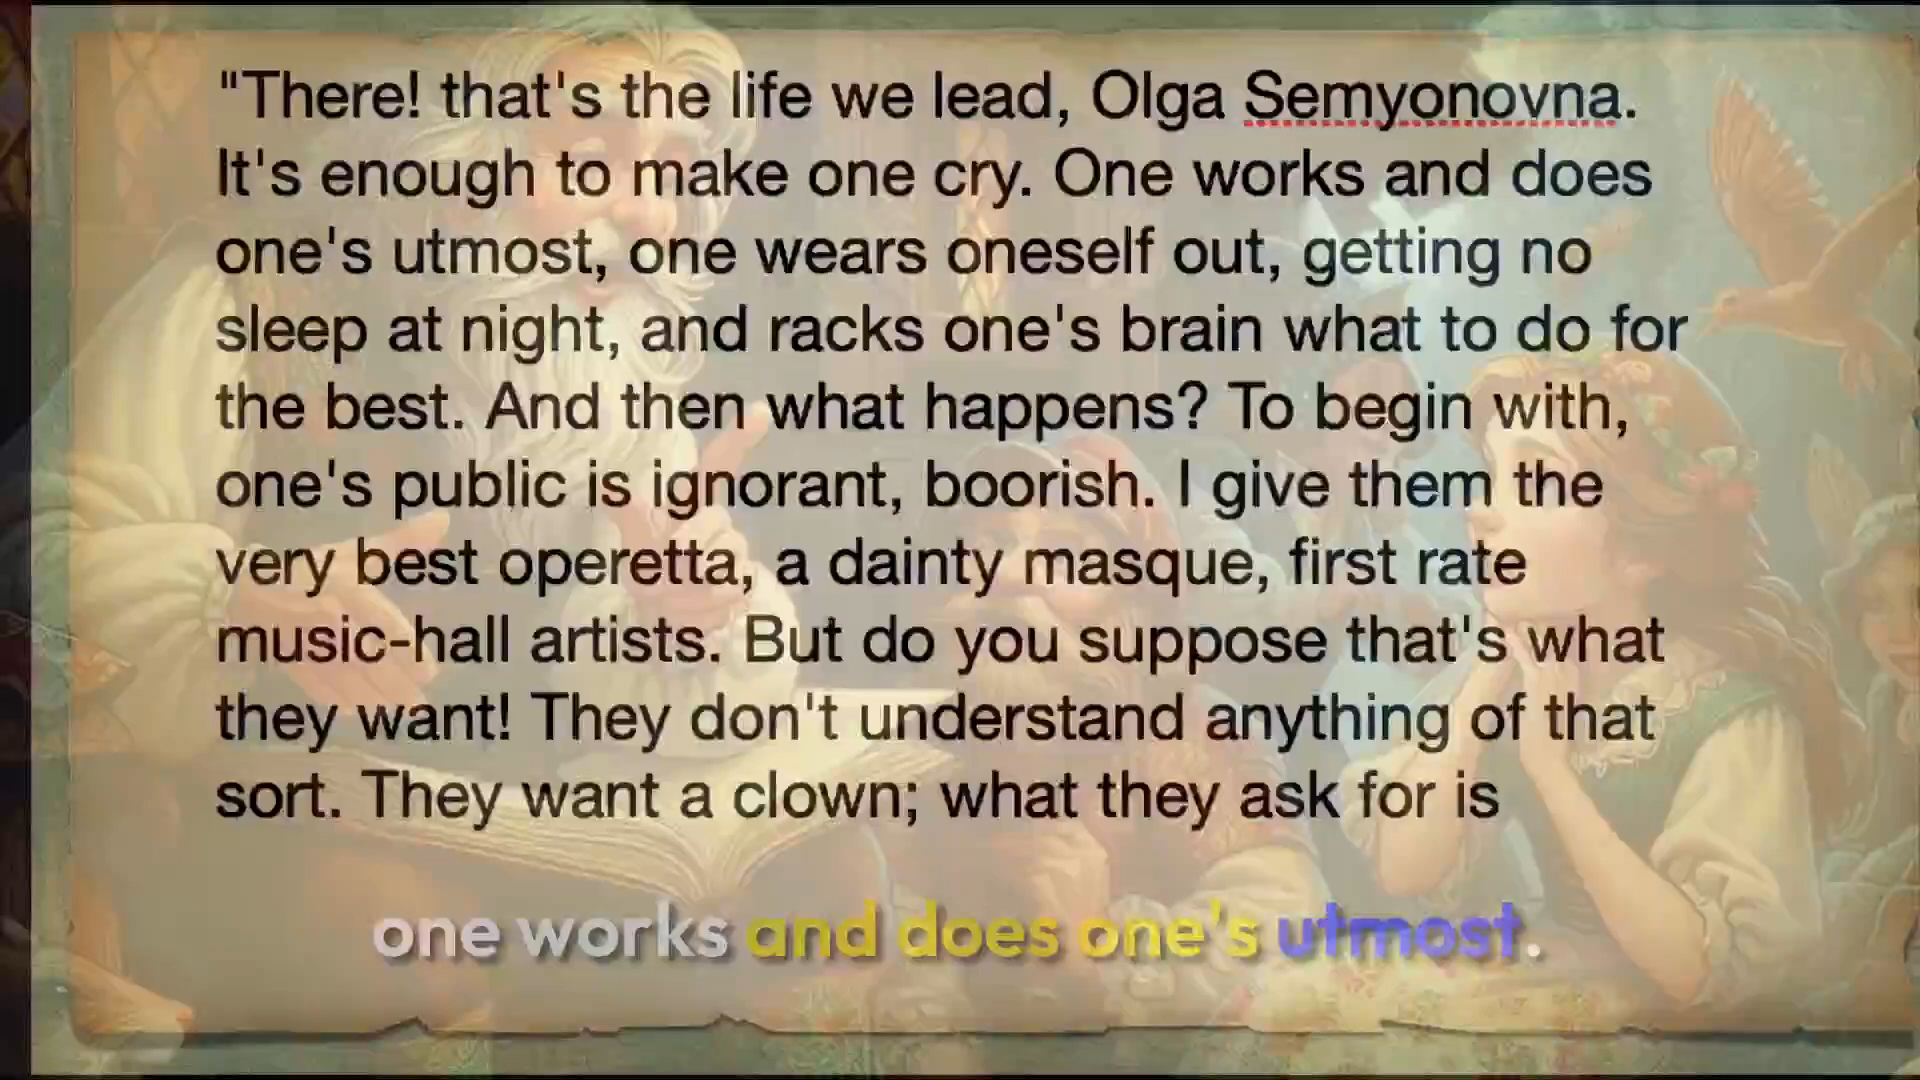 "There! that's the life we lead, Olga Semyonovna.
It's enough to make one cry. One works and does
one's utmost, one wears oneself out, getting no
sleep at night, and racks one's brain what to do for
the best. And then what happens? To begin with,
one's public is ignorant, boorish. I give them the
very best operetta, a dainty masque, first rate
music-hall artists. But do you suppose that's what
they want! They don't understand anything of that
sort. They want a clown; what they ask for is
one works and does one's utmost.